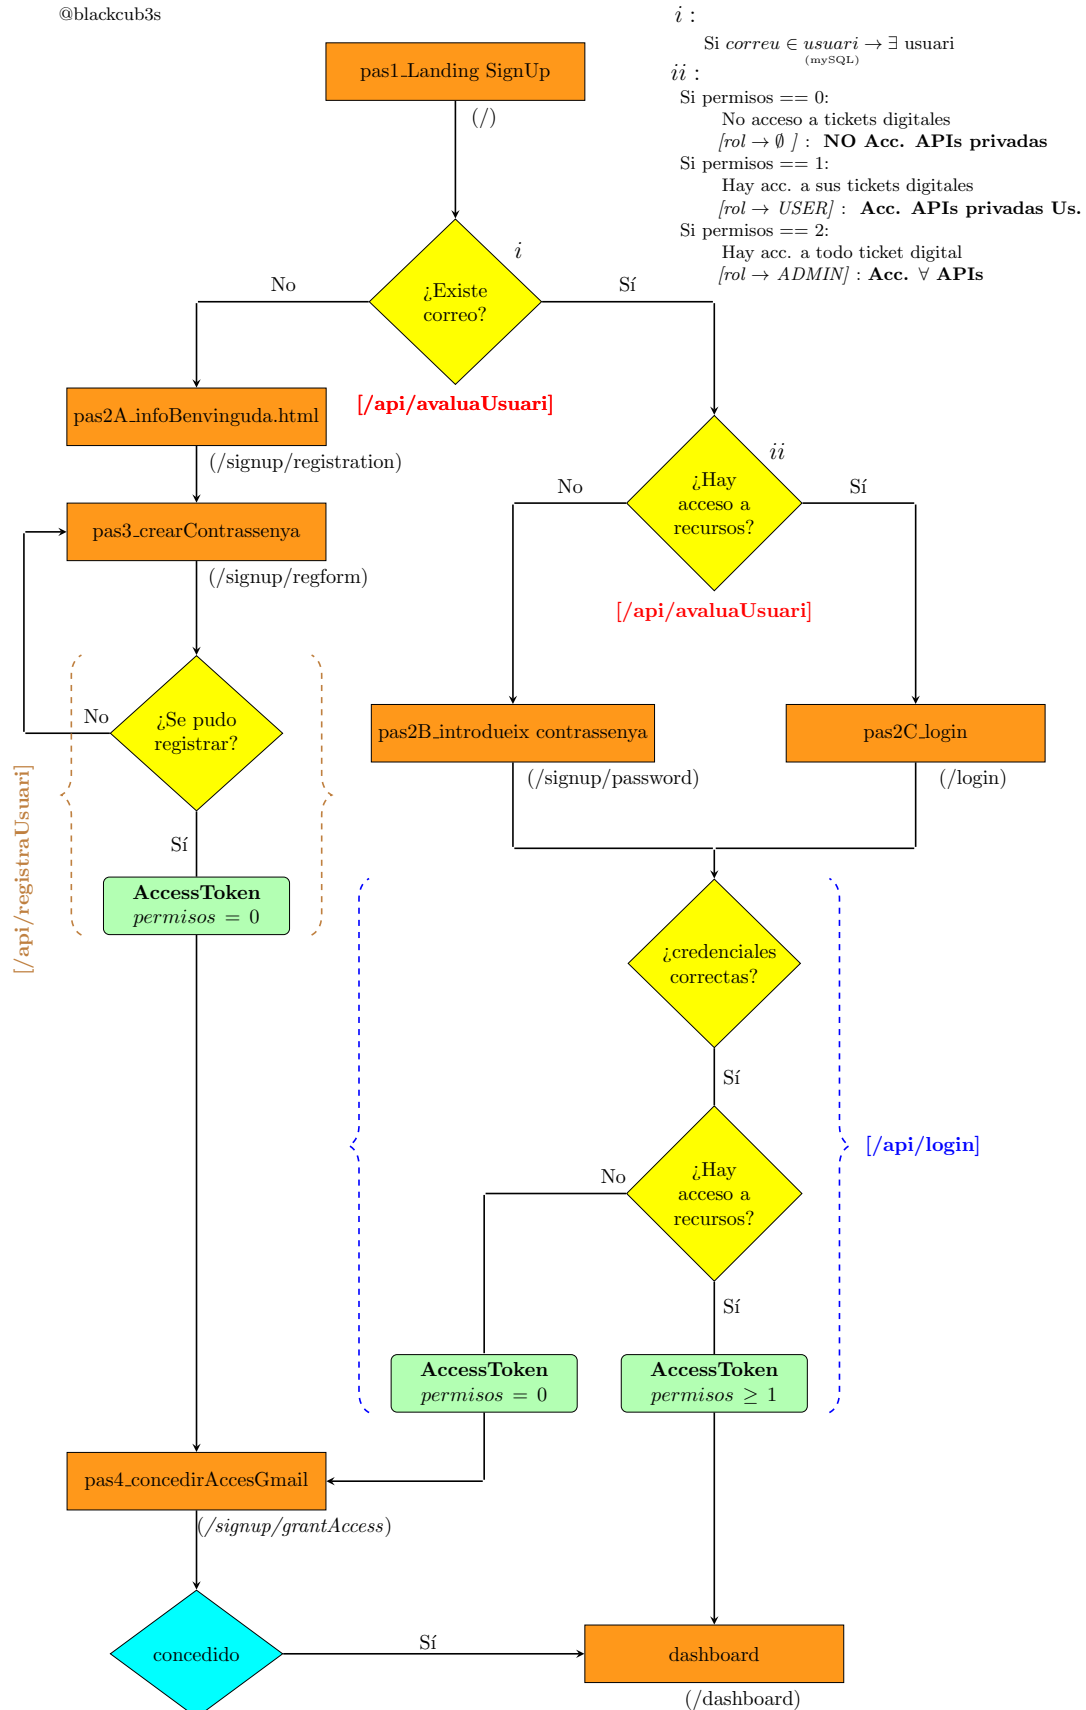 @blackcub3s
i :
Si correu ∈ usuari → ∃ usuari
(mySQL)
ii :
Si permisos == 0:
No acceso a tickets digitales
[rol → ∅ ] : NO Acc. APIs privadas
Si permisos == 1:
Hay acc. a sus tickets digitales
[rol → USER] : Acc. APIs privadas Us.
Si permisos == 2:
Hay acc. a todo ticket digital
[rol → ADMIN] : Acc. ∀ APIs
pas1_Landing SignUp
(/)
i
¿Existe
correo?
No
Sí
[/api/avaluaUsuari]
pas2A_infoBenvinguda.html
(/signup/registration)
ii
¿Hay
acceso a
recursos?
No
Sí
[/api/avaluaUsuari]
pas3_crearContrassenya
(/signup/regform)
¿Se pudo
registrar?
No
Sí
[/api/registraUsuari]
AccessToken
permisos = 0
pas2B_introdueix contrassenya
(/signup/password)
pas2C_login
(/login)
¿credenciales
correctas?
Sí
[/api/login]
¿Hay
acceso a
recursos?
No
Sí
AccessToken
permisos = 0
AccessToken
permisos ≥ 1
pas4_concedirAccesGmail
(/signup/grantAccess)
concedido
Sí
dashboard
(/dashboard)